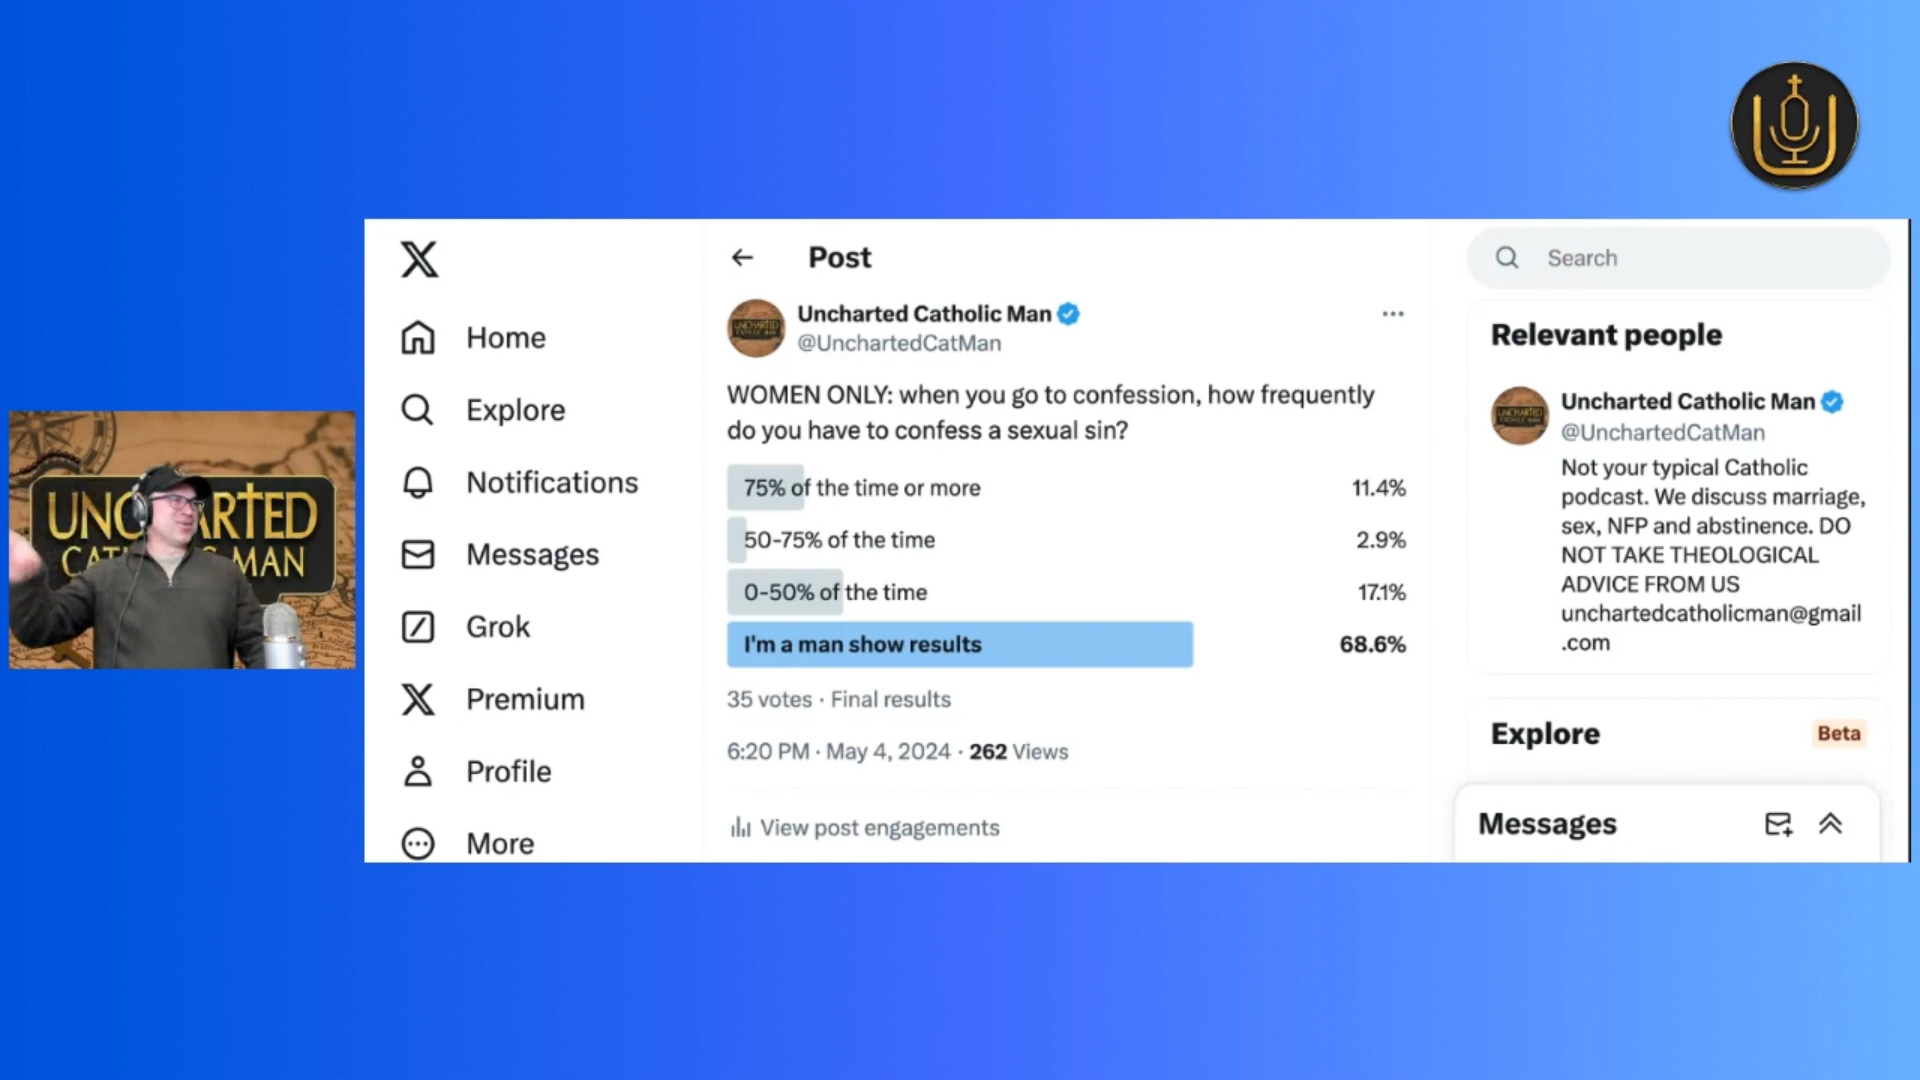 UNCHARTED
CATHOLIC MAN
Home
Explore
Notifications
Messages
Grok
Premium
Profile
More
Post
Uncharted Catholic Man
@UnchartedCatMan
WOMEN ONLY: when you go to confession, how frequently
do you have to confess a sexual sin?
75% of the time or more 11.4%
50-75% of the time 2.9%
0-50% of the time 17.1%
I'm a man show results 68.6%
35 votes · Final results
6:20 PM · May 4, 2024 · 262 Views
View post engagements
Search
Relevant people
Uncharted Catholic Man
@UnchartedCatMan
Not your typical Catholic
podcast. We discuss marriage,
sex, NFP and abstinence. DO
NOT TAKE THEOLOGICAL
ADVICE FROM US
unchartedcatholicman@gmail
.com
Explore
Beta
Messages